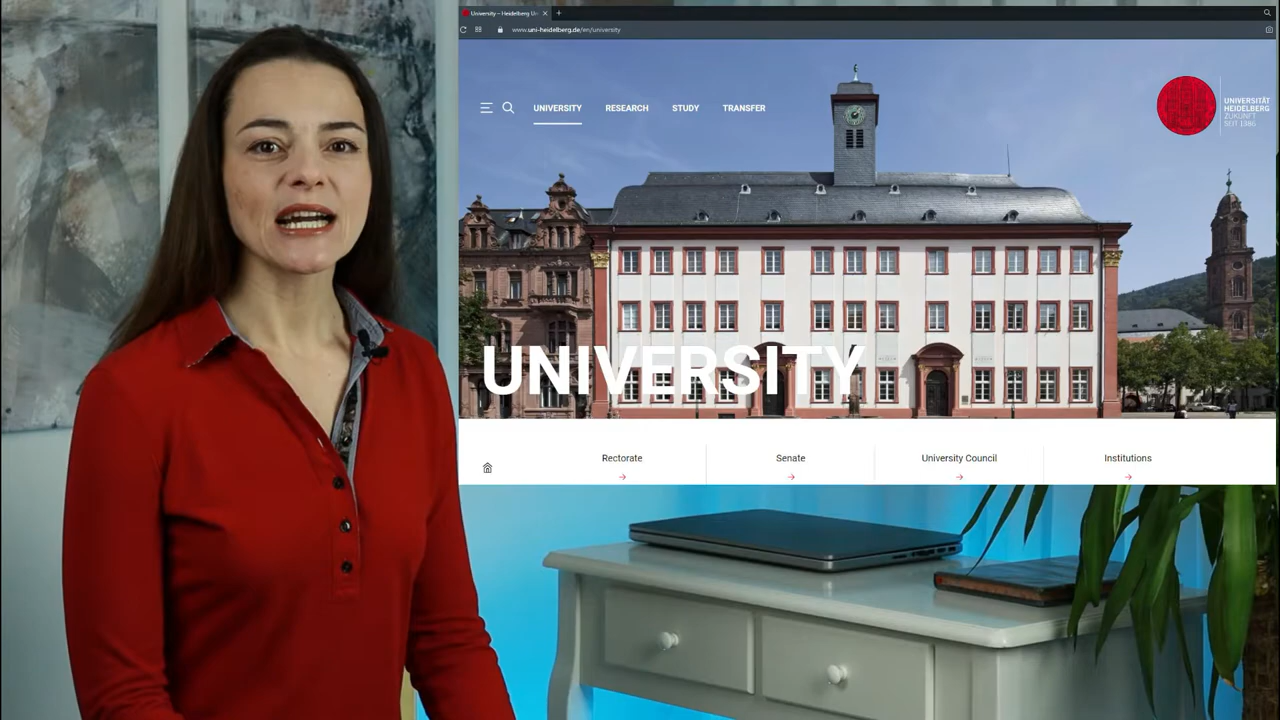 University – Heidelberg Un
www.uni-heidelberg.de/en/university
UNIVERSITY
RESEARCH
STUDY
TRANSFER
UNIVERSITÄT
HEIDELBERG
ZUKUNFT
SEIT 1386
UNIVERSITY
Rectorate
Senate
University Council
Institutions